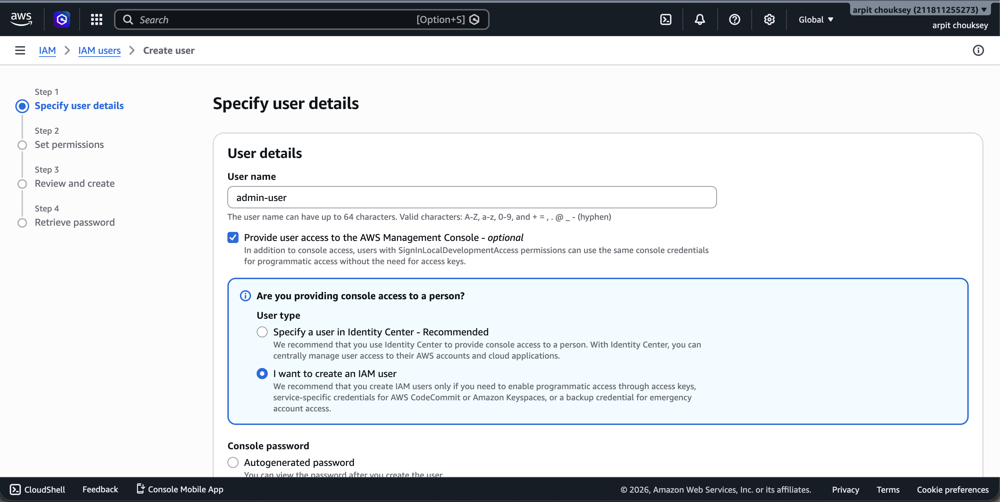 aws
Search
[Option+S]
Global
arpit chouksey (211811255273)
arpit chouksey
IAM
IAM users
Create user
Step 1
Specify user details
Step 2
Set permissions
Step 3
Review and create
Step 4
Retrieve password
Specify user details
User details
User name
admin-user
The user name can have up to 64 characters. Valid characters: A-Z, a-z, 0-9, and + = , . @ _ - (hyphen)
Provide user access to the AWS Management Console - optional
In addition to console access, users with SignInLocalDevelopmentAccess permissions can use the same console credentials
for programmatic access without the need for access keys.
Are you providing console access to a person?
User type
Specify a user in Identity Center - Recommended
We recommend that you use Identity Center to provide console access to a person. With Identity Center, you can
centrally manage user access to their AWS accounts and cloud applications.
I want to create an IAM user
We recommend that you create IAM users only if you need to enable programmatic access through access keys,
service-specific credentials for AWS CodeCommit or Amazon Keyspaces, or a backup credential for emergency
account access.
Console password
Autogenerated password
You can view the password after you create the user
CloudShell
Feedback
Console Mobile App
© 2026, Amazon Web Services, Inc. or its affiliates.
Privacy
Terms
Cookie preferences